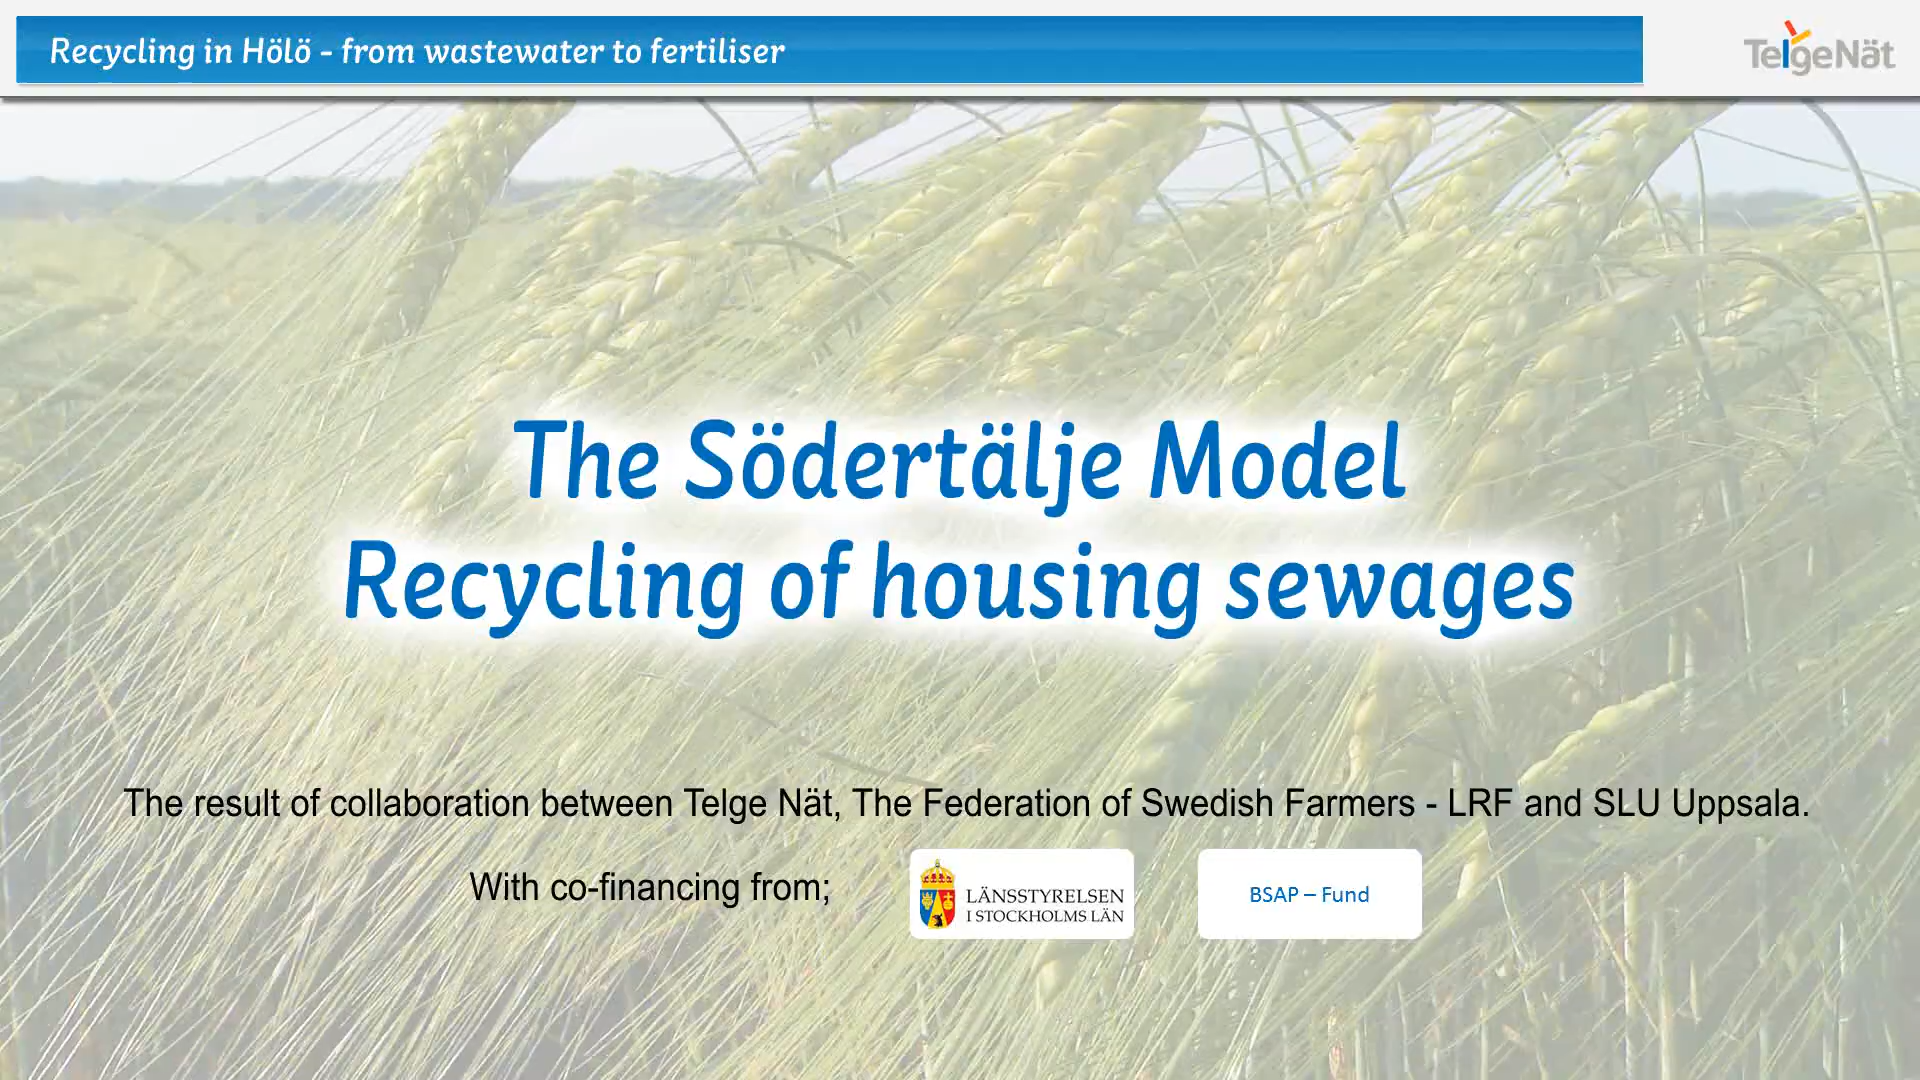 Recycling in Hölö - from wastewater to fertiliser
TelgeNät
The Södertälje Model
Recycling of housing sewages
The result of collaboration between Telge Nät, The Federation of Swedish Farmers - LRF and SLU Uppsala.
With co-financing from;
LÄNSSTYRELSEN
I STOCKHOLMS LÄN
BSAP – Fund